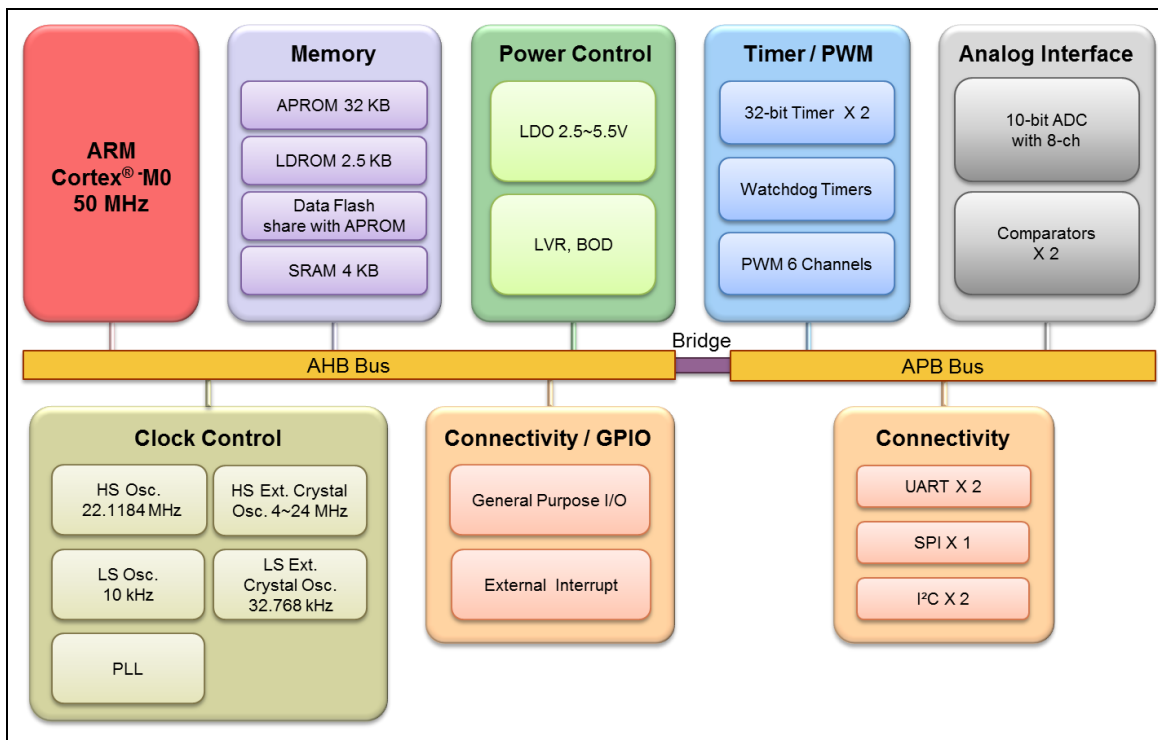 ARM
Cortex®-M0
50 MHz
Memory
APROM 32 KB
LDROM 2.5 KB
Data Flash
share with APROM
SRAM 4 KB
Power Control
LDO 2.5~5.5V
LVR, BOD
Timer / PWM
32-bit Timer X 2
Watchdog Timers
PWM 6 Channels
Analog Interface
10-bit ADC
with 8-ch
Comparators
X 2
AHB Bus
Bridge
APB Bus
Clock Control
HS Osc.
22.1184 MHz
HS Ext. Crystal
Osc. 4~24 MHz
LS Osc.
10 kHz
LS Ext.
Crystal Osc.
32.768 kHz
PLL
Connectivity / GPIO
General Purpose I/O
External Interrupt
Connectivity
UART X 2
SPI X 1
I²C X 2